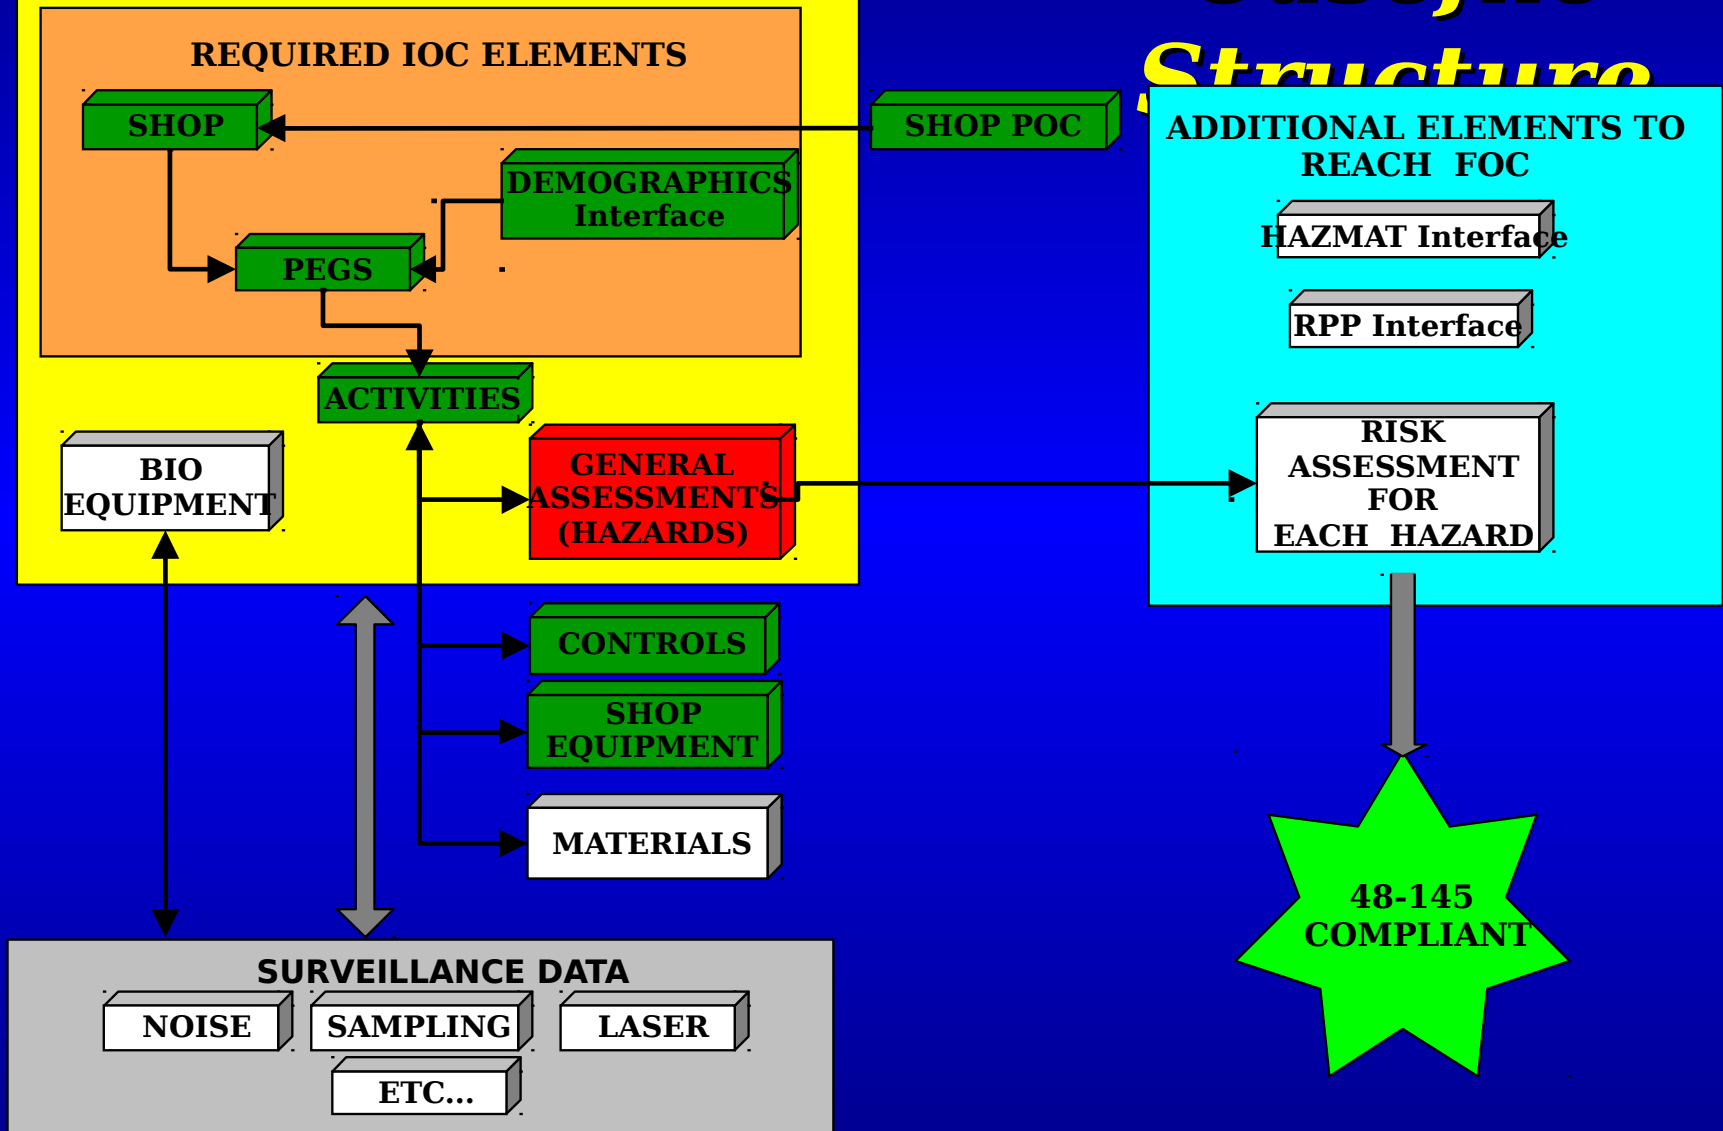 Structure
REQUIRED IOC ELEMENTS
SHOP
SHOP POC
DEMOGRAPHICS
Interface
PEGS
ACTIVITIES
BIO
EQUIPMENT
GENERAL
ASSESSMENTS
(HAZARDS)
CONTROLS
SHOP
EQUIPMENT
MATERIALS
ADDITIONAL ELEMENTS TO
REACH FOC
HAZMAT Interface
RPP Interface
RISK
ASSESSMENT
FOR
EACH HAZARD
48-145
COMPLIANT
SURVEILLANCE DATA
NOISE
SAMPLING
LASER
ETC...